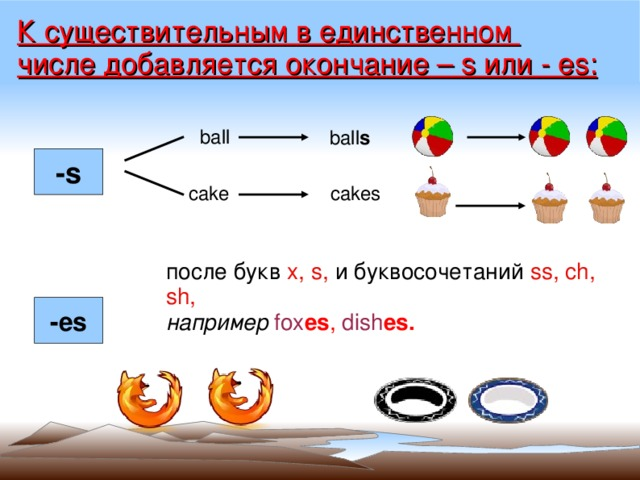 К существительным в единственном
числе добавляется окончание – s или - es:
ball
balls
-s
cake
cakes
после букв x, s, и буквосочетаний ss, ch,
sh,
-es
например foxes, dishes.